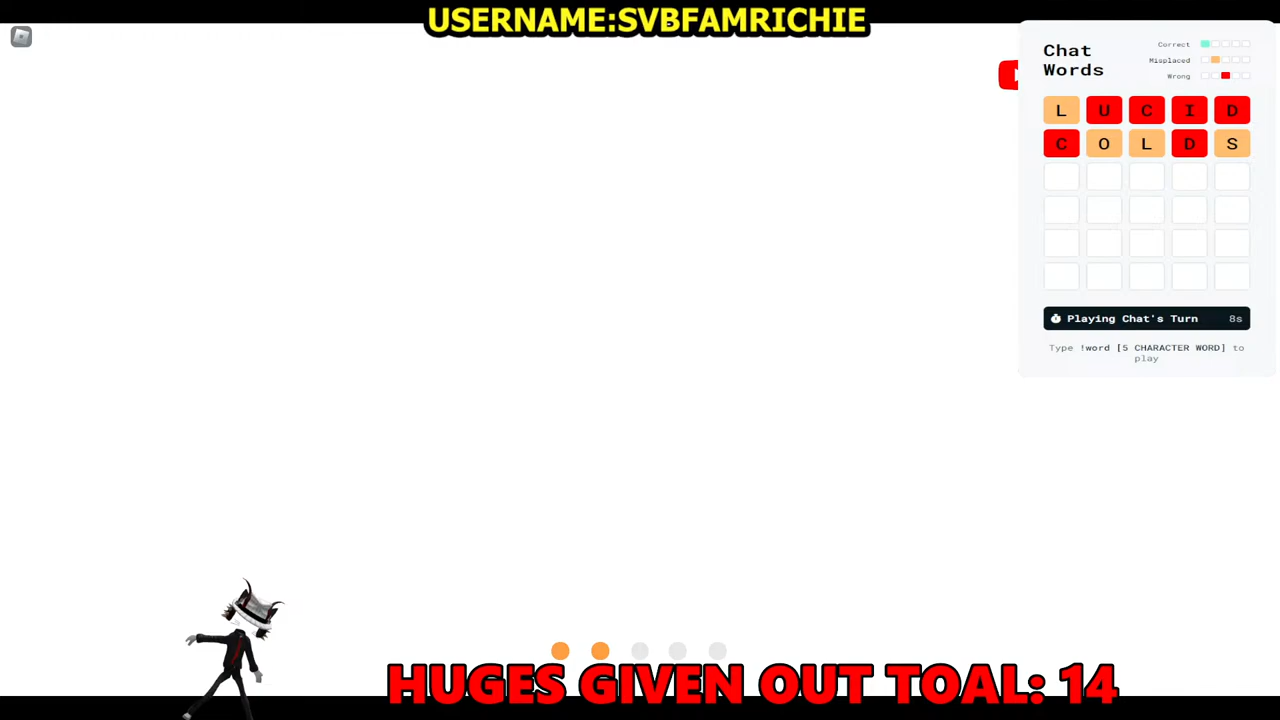 USERNAME:SVBFAMRICHIE
Chat
Words
Correct
Misplaced
Wrong
L U C I D
C O L D S
Playing Chat's Turn 8s
Type !word [5 CHARACTER WORD] to
play
HUGES GIVEN OUT TOAL: 14